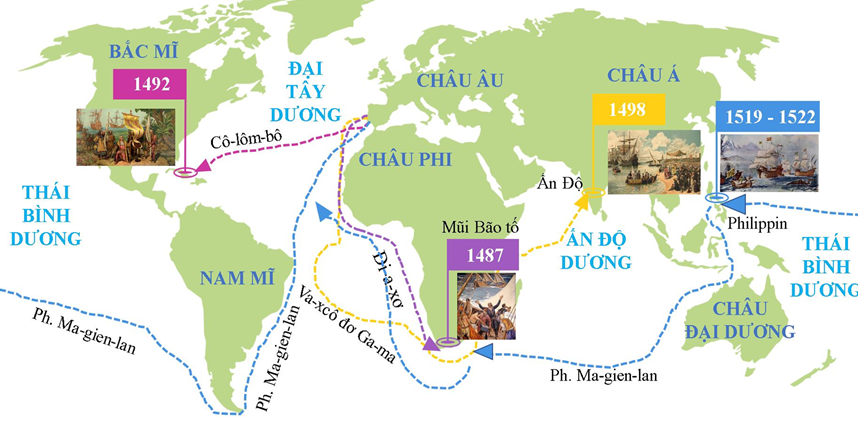 BẮC MĨ
1492
ĐẠI
TÂY
DƯƠNG
CHÂU ÂU
CHÂU Á
1498
1519 - 1522
Cô-lôm-bô
CHÂU PHI
Ấn Độ
THÁI
BÌNH
DƯƠNG
Mũi Bão tố
1487
ẤN ĐỘ
DƯƠNG
Philippin
THÁI
BÌNH
DƯƠNG
NAM MĨ
Đi-a-xơ
Va-xcô đơ Ga-ma
Ph. Ma-gien-lan
Ph. Ma-gien-lan
CHÂU
ĐẠI DƯƠNG
Ph. Ma-gien-lan